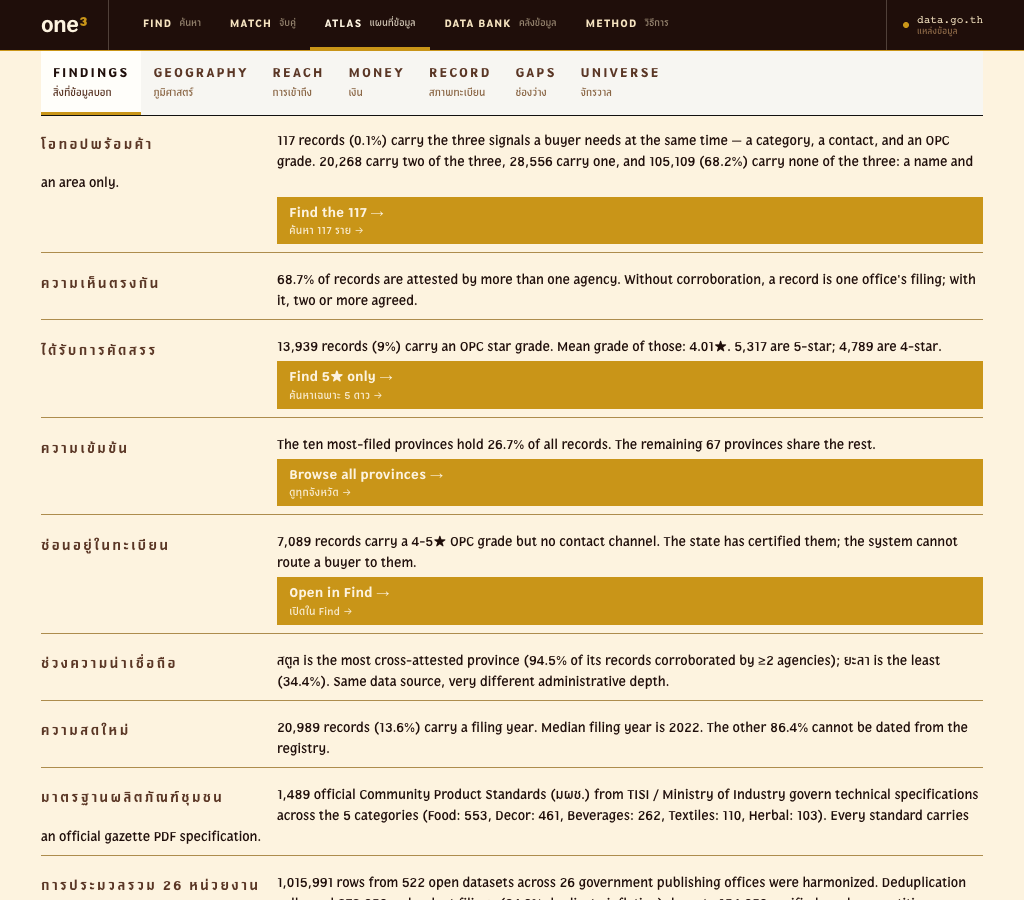 one³
FIND ค้นหา MATCH จับคู่ ATLAS แผนที่ข้อมูล DATA BANK คลังข้อมูล METHOD วิธีการ
data.go.th
แหล่งข้อมูล
FINDINGS GEOGRAPHY REACH MONEY RECORD GAPS UNIVERSE
สิ่งที่ข้อมูลบอก ภูมิศาสตร์ การเข้าถึง เงิน สภาพทะเบียน ช่องว่าง จักรวาล
โอทอปพร้อมค้า
117 records (0.1%) carry the three signals a buyer needs at the same time — a category, a contact, and an OPC
grade. 20,268 carry two of the three, 28,556 carry one, and 105,109 (68.2%) carry none of the three: a name and
an area only.
Find the 117 →
ค้นหา 117 ราย →
ความเห็นตรงกัน
68.7% of records are attested by more than one agency. Without corroboration, a record is one office's filing; with
it, two or more agreed.
ได้รับการคัดสรร
13,939 records (9%) carry an OPC star grade. Mean grade of those: 4.01★. 5,317 are 5-star; 4,789 are 4-star.
Find 5★ only →
ค้นหาเฉพาะ 5 ดาว →
ความเข้มข้น
The ten most-filed provinces hold 26.7% of all records. The remaining 67 provinces share the rest.
Browse all provinces →
ดูทุกจังหวัด →
ซ่อนอยู่ในทะเบียน
7,089 records carry a 4-5★ OPC grade but no contact channel. The state has certified them; the system cannot
route a buyer to them.
Open in Find →
เปิดใน Find →
ช่วงความน่าเชื่อถือ
สตูล is the most cross-attested province (94.5% of its records corroborated by ≥2 agencies); ยะลา is the least
(34.4%). Same data source, very different administrative depth.
ความสดใหม่
20,989 records (13.6%) carry a filing year. Median filing year is 2022. The other 86.4% cannot be dated from the
registry.
มาตรฐานผลิตภัณฑ์ชุมชน
1,489 official Community Product Standards (มผช.) from TISI / Ministry of Industry govern technical specifications
across the 5 categories (Food: 553, Decor: 461, Beverages: 262, Textiles: 110, Herbal: 103). Every standard carries
an official gazette PDF specification.
การประมวลรวม 26 หน่วยงาน
1,015,991 rows from 522 open datasets across 26 government publishing offices were harmonized. Deduplication